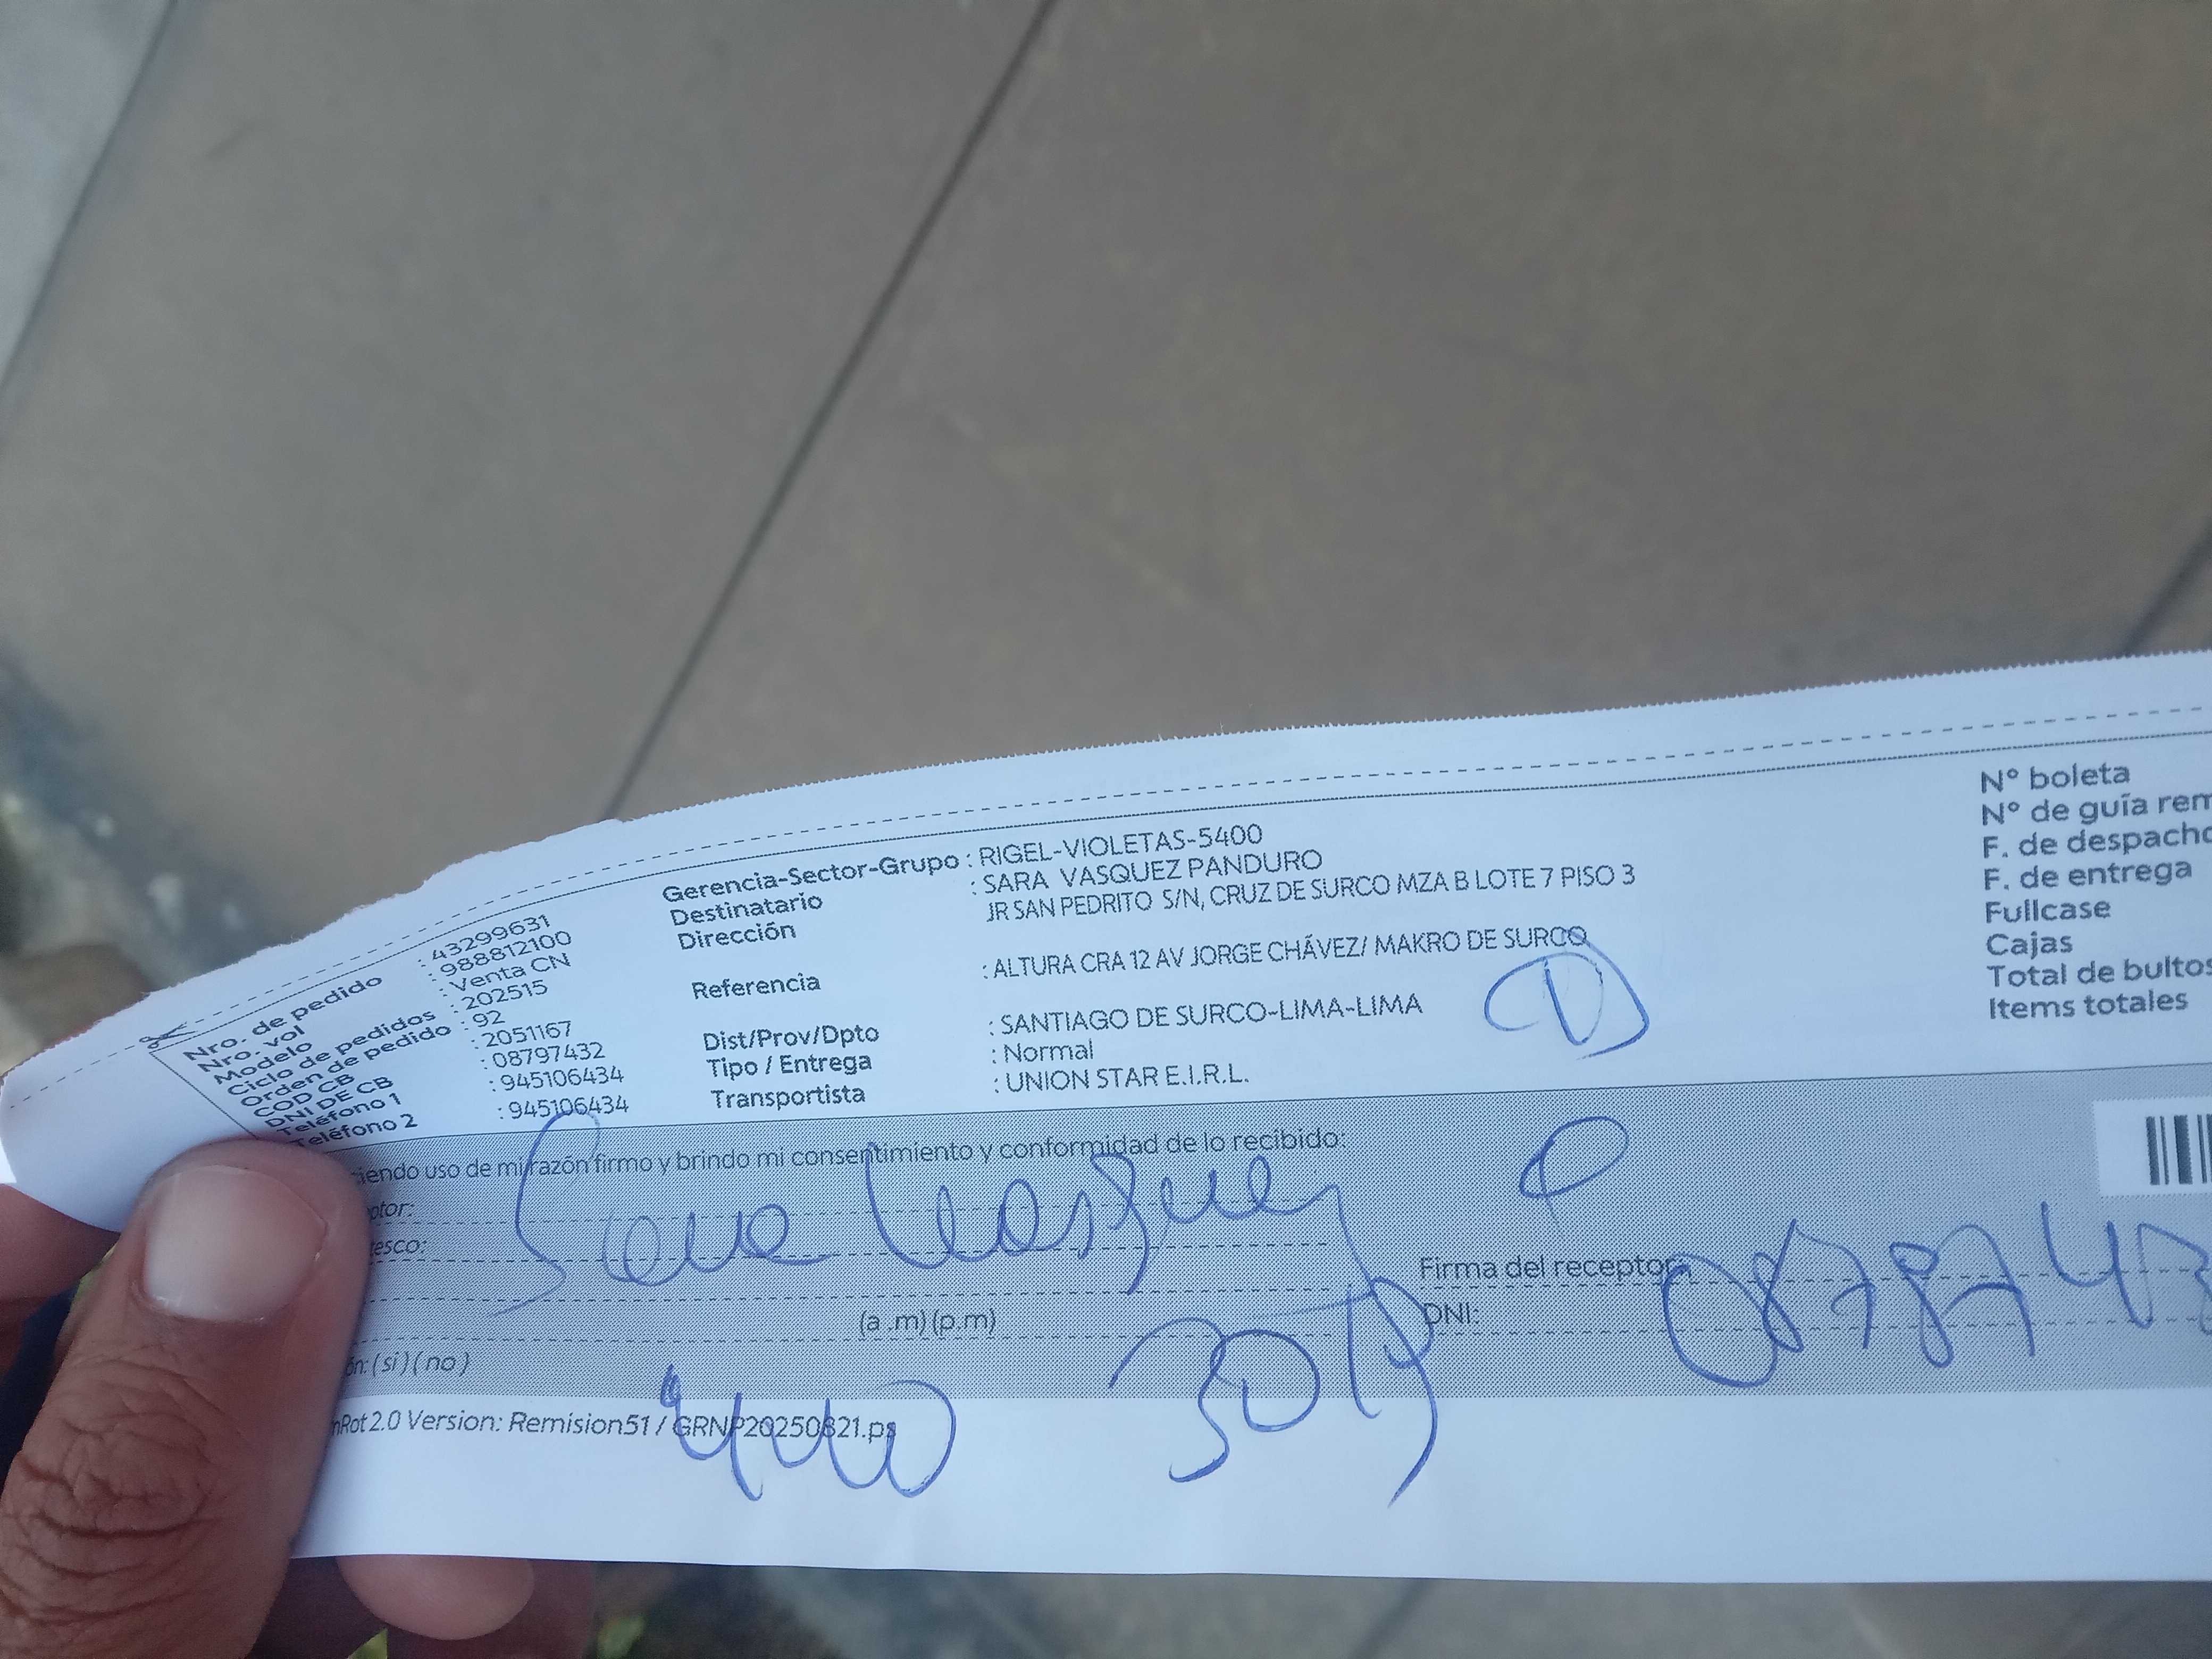 Nro. de pedido : 43299631
Nro. vol : 988812100
Modelo : Venta CN
Ciclo de pedidos : 202515
Orden de pedido : 92
COD CB : 2051167
DNI DE CB : 08797432
Teléfono 1 : 945106434
Teléfono 2 : 945106434
Gerencia-Sector-Grupo : RIGEL-VIOLETAS-5400
Destinatario : SARA VASQUEZ PANDURO
Dirección JR SAN PEDRITO S/N, CRUZ DE SURCO MZA B LOTE 7 PISO 3
Referencia : ALTURA CRA 12 AV JORGE CHÁVEZ/ MAKRO DE SURCO
Dist/Prov/Dpto : SANTIAGO DE SURCO-LIMA-LIMA
Tipo / Entrega : Normal
Transportista : UNION STAR E.I.R.L.
Nº boleta
Nº de guía rem
F. de despacho
F. de entrega
Fullcase
Cajas
Total de bultos
Items totales
iendo uso de mi razón firmo y brindo mi consentimiento y conformidad de lo recibido:
ptor: Sara Vasquez P
esco:
Firma del receptor
(a .m) (p.m)
DNI: 0879743
ón: ( si ) ( no )
Rot 2.0 Version: Remision51 / GRNP20250821.ps
440